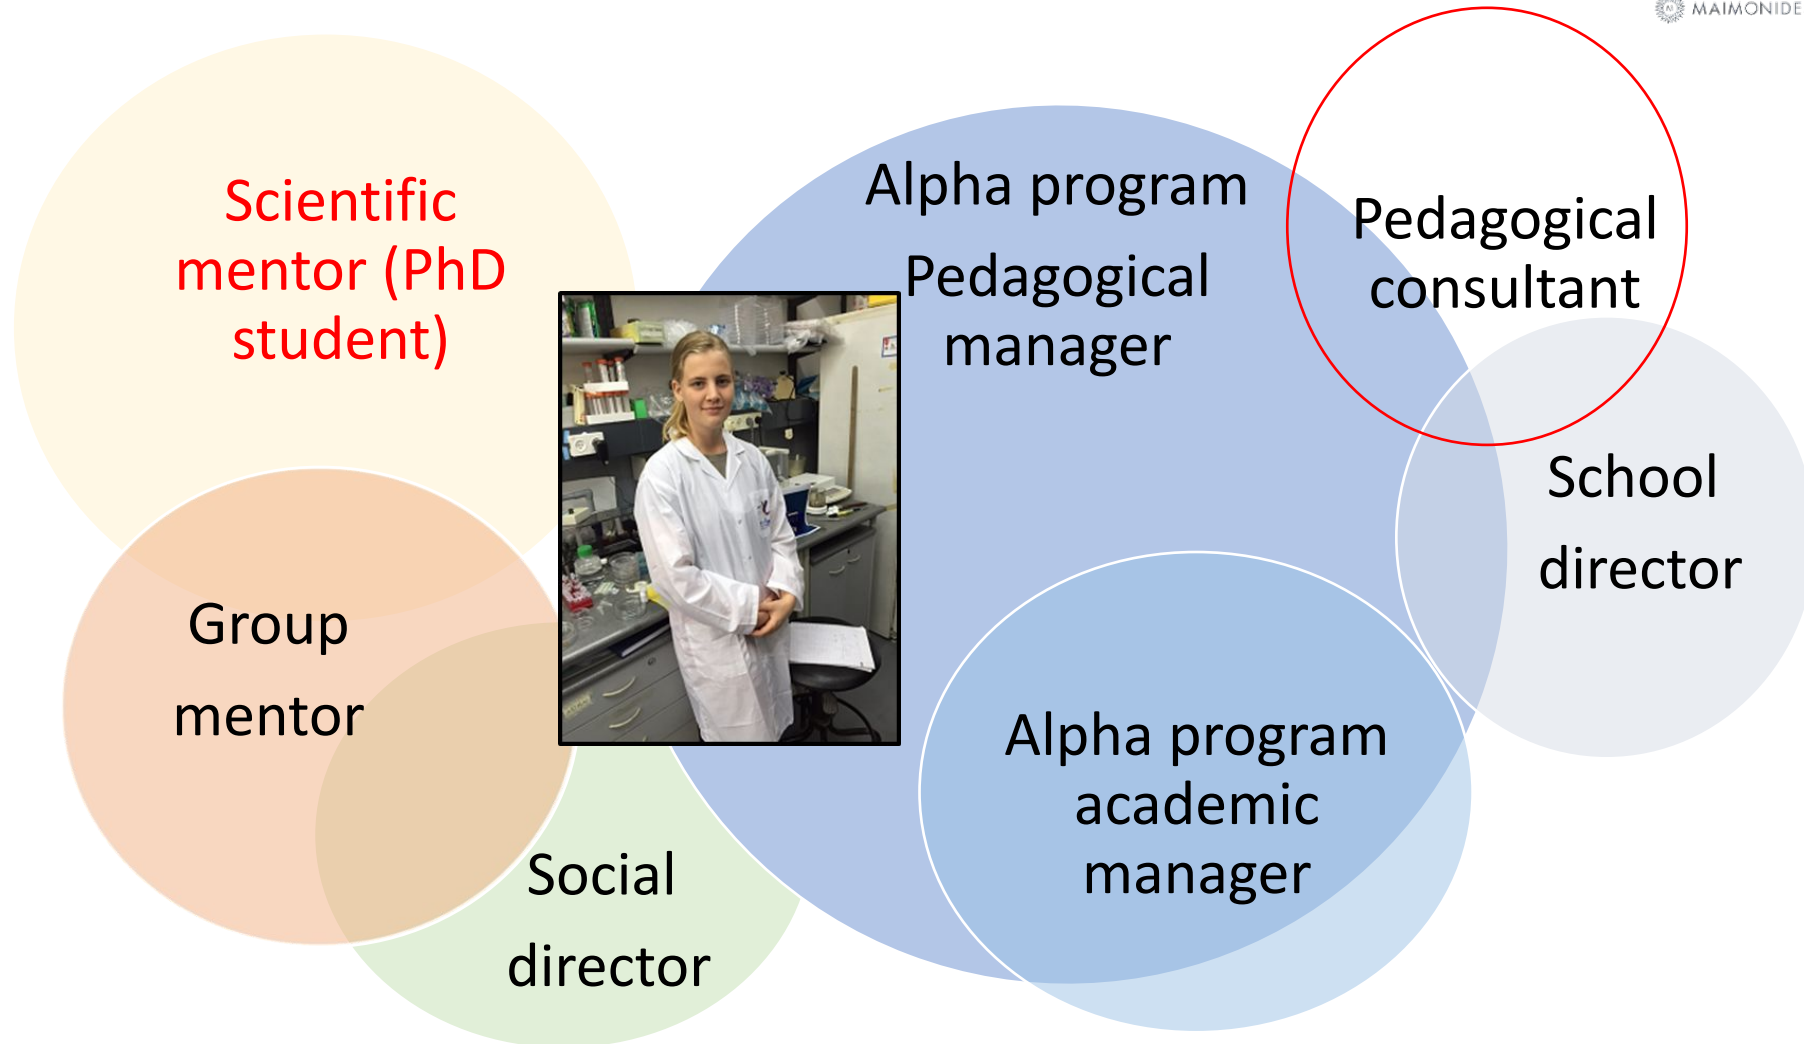 MAIMONIDE
Scientific
mentor (PhD
student)
Alpha program
Pedagogical
manager
Pedagogical
consultant
School
director
Group
mentor
Alpha program
academic
manager
Social
director